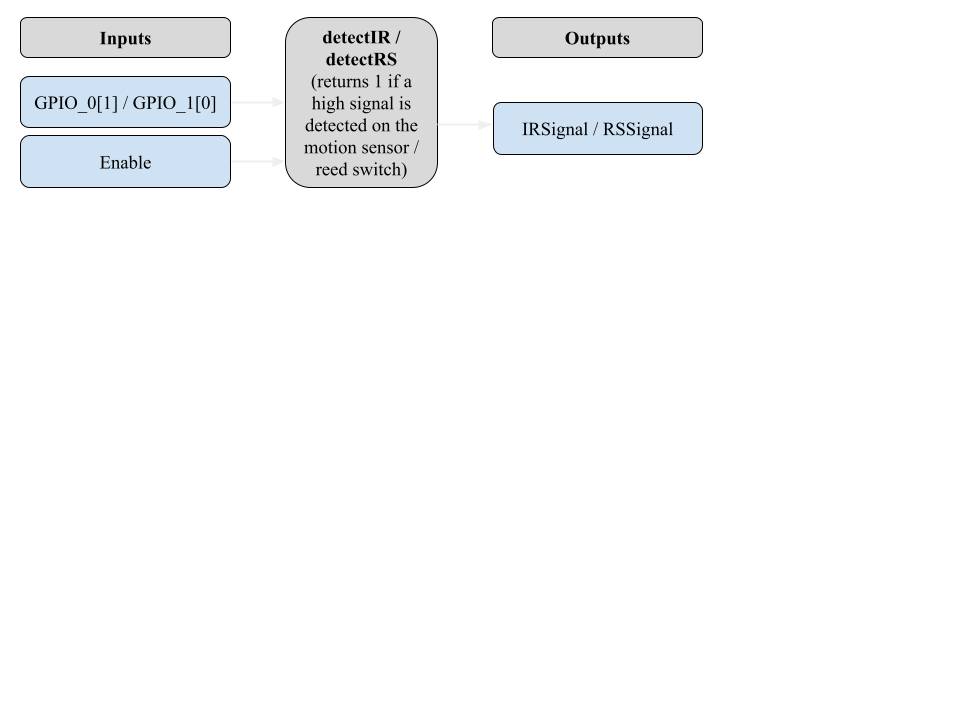 Inputs
GPIO_0[1] / GPIO_1[0]
Enable
detectIR /
detectRS
(returns 1 if a
high signal is
detected on the
motion sensor /
reed switch)
Outputs
IRSignal / RSSignal